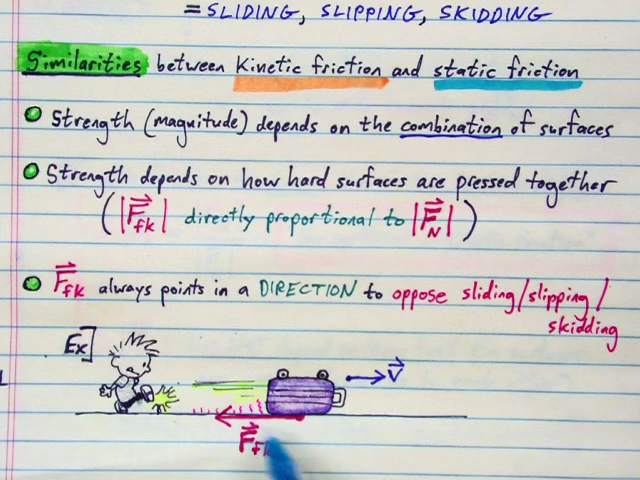 = SLIDING, SLIPPING, SKIDDING
Similarities between Kinetic friction and static friction
Strength (magnitude) depends on the combination of surfaces
Strength depends on how hard surfaces are pressed together
(|F⃗fk| directly proportional to |F⃗N|)
F⃗fk always points in a DIRECTION to oppose sliding/slipping/
skidding
Ex]
V⃗